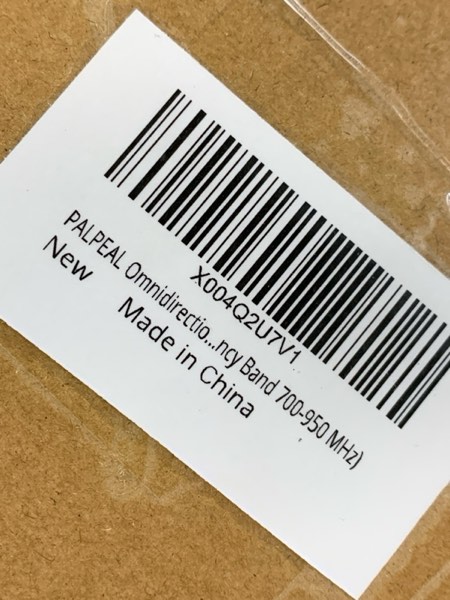 X004Q2U7V1
PALPEAL Omnidirectio...ncy Band 700-950 MHz)
New Made in China